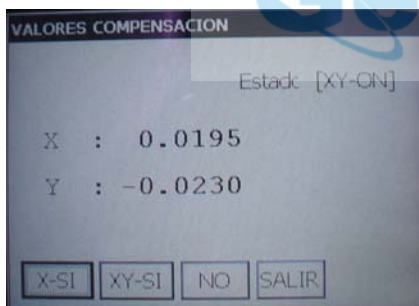 VALORES COMPENSACION
Estado [XY-ON]
X : 0.0195
Y : -0.0230
X-SI XY-SI NO SALIR